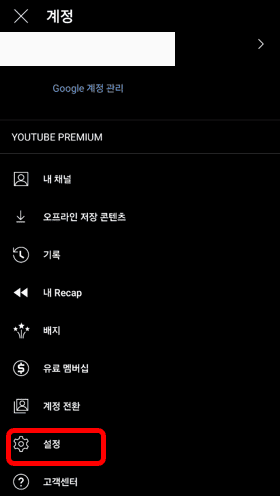 계정
Google 계정 관리
YOUTUBE PREMIUM
내 채널
오프라인 저장 콘텐츠
기록
내 Recap
배지
유료 멤버십
계정 전환
설정
고객센터